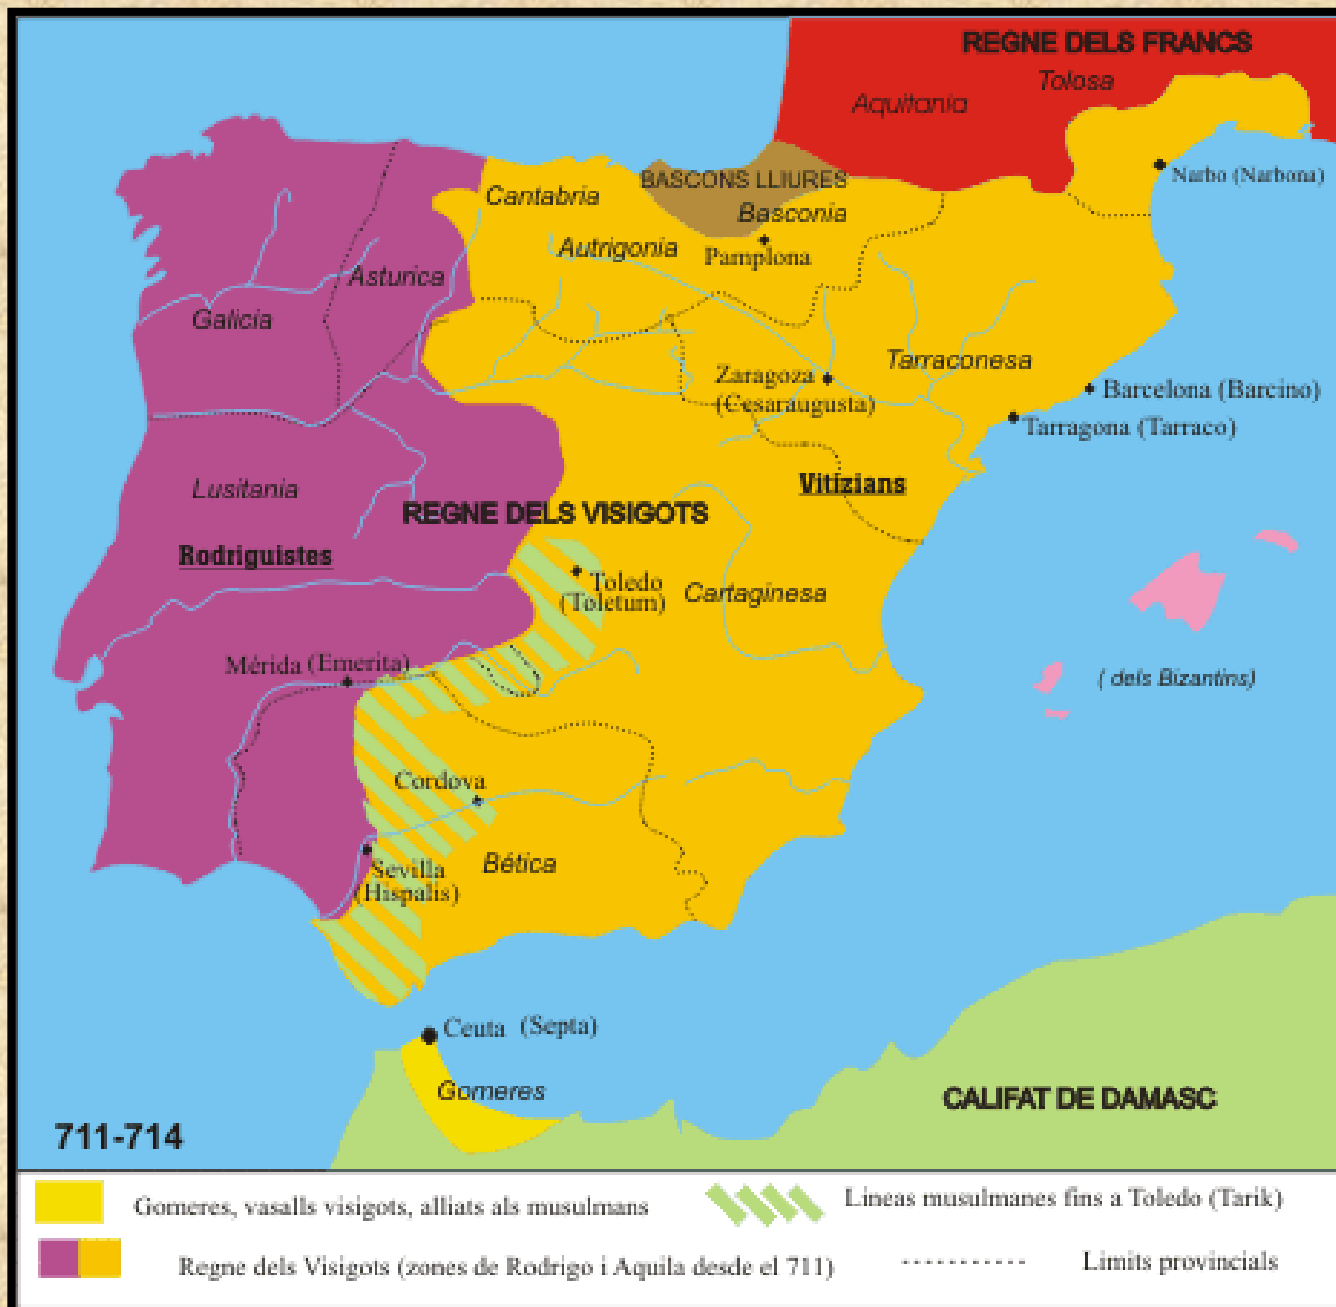 REGNE DELS FRANCS
Tolosa
Aquitania
Narbo (Narbona)
BASCONS LLIURES
Cantabria
Basconia
Autrigonia
Pamplona
Asturica
Galicia
Tarraconesa
Zaragoza
(Cesaraugusta)
Barcelona (Barcino)
Tarragona (Tarraco)
Vitizians
Lusitania
REGNE DELS VISIGOTS
Rodriguistes
Toledo
(Toletum)
Cartaginesa
Mérida (Emerita)
( dels Bizantins)
Cordova
Bética
Sevilla
(Hispalis)
Ceuta (Septa)
Gomeres
CALIFAT DE DAMASC
711-714
Gomeres, vasalls visigots, alliats als musulmans
Lineas musulmanes fins a Toledo (Tarik)
Regne dels Visigots (zones de Rodrigo i Aquila desde el 711)
Limits provincials